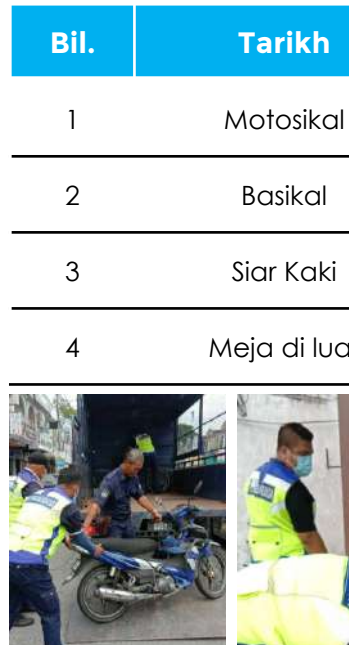 Bil. Tarikh
1 Motosikal
2 Basikal
3 Siar Kaki
4 Meja di lua